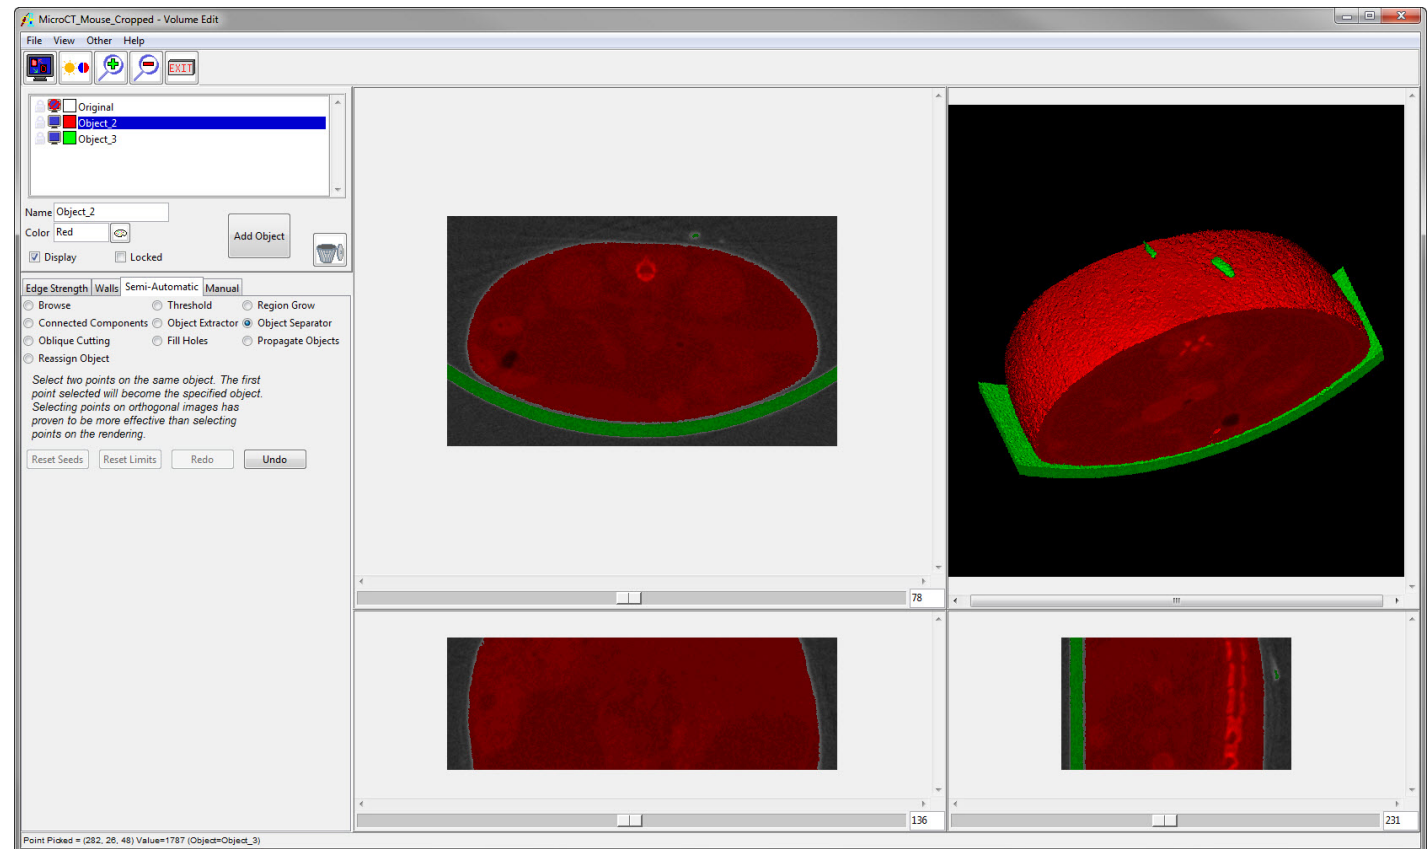 MicroCT_Mouse_Cropped - Volume Edit
File View Other Help
EXIT
Original
Object_2
Object_3
Name Object_2
Color Red
Add Object
Display Locked
Edge Strength Walls Semi-Automatic Manual
Browse Threshold Region Grow
Connected Components Object Extractor Object Separator
Oblique Cutting Fill Holes Propagate Objects
Reassign Object
Select two points on the same object. The first
point selected will become the specified object.
Selecting points on orthogonal images has
proven to be more effective than selecting
points on the rendering.
Reset Seeds Reset Limits Redo Undo
78
136
231
Point Picked = (282, 26, 48) Value=1787 (Object=Object_3)